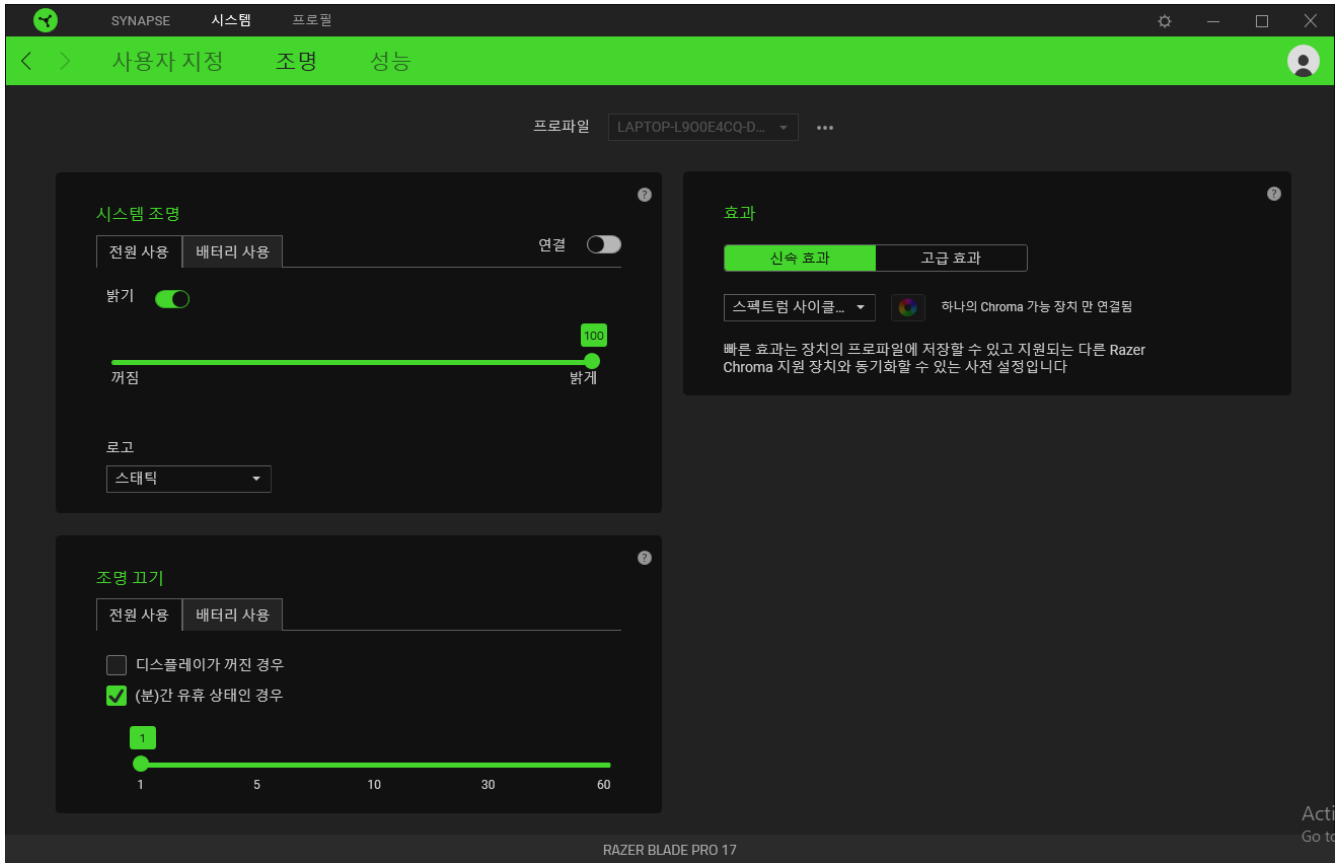 SYNAPSE 시스템 프로필
사용자 지정 조명 성능
프로파일 LAPTOP-L9O0E4CQ-D... •••
시스템 조명
전원 사용 배터리 사용 연결
밝기
100
꺼짐 밝게
로고
스태틱
효과
신속 효과 고급 효과
스펙트럼 사이클... 하나의 Chroma 가능 장치 만 연결됨
빠른 효과는 장치의 프로파일에 저장할 수 있고 지원되는 다른 Razer
Chroma 지원 장치와 동기화할 수 있는 사전 설정입니다
조명 끄기
전원 사용 배터리 사용
디스플레이가 꺼진 경우
(분)간 유휴 상태인 경우
1
1 5 10 30 60
Acti
Go to
RAZER BLADE PRO 17